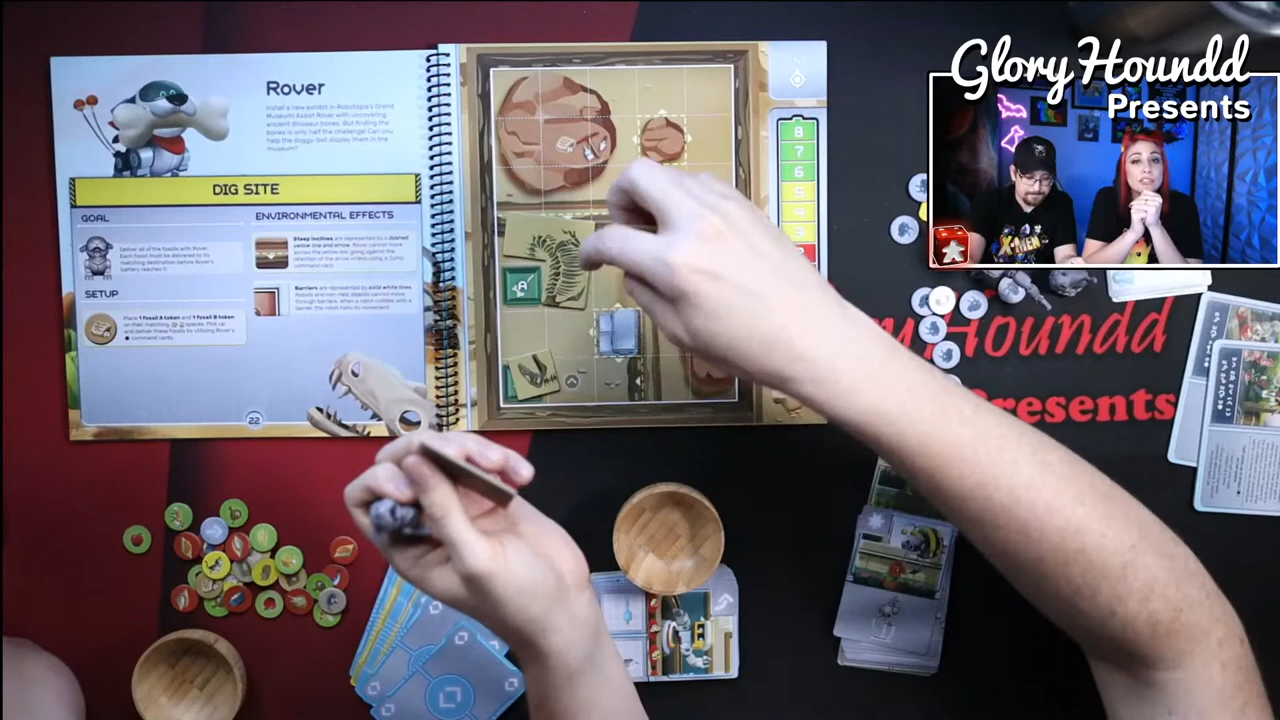 Glory Houndd
Presents
Rover
Install a new exhibit in Robotopia's Grand
Museum! Assist Rover with uncovering
ancient dinosaur bones. But finding the
bones is only half the challenge! Can you
help the doggy-bot display them in the
museum?
DIG SITE
GOAL
Deliver all of the fossils with Rover.
Each fossil must be delivered to its
matching destination before Rover's
battery reaches 0.
SETUP
Place 1 fossil A token and 1 fossil B token
on their matching spaces. Pick up
and deliver these fossils by utilizing Rover's
command cards.
ENVIRONMENTAL EFFECTS
Steep inclines are represented by a dashed
yellow line and arrow. Rover cannot move
across the yellow line going against the
direction of the arrow unless using a Jump
command card.
Barriers are represented by solid white lines.
Robots and non-held objects cannot move
through barriers. When a robot collides with a
barrier, the robot halts its movement.
22
N
8
7
6
5
4
3
A
X-MEN
Houndd
Presents